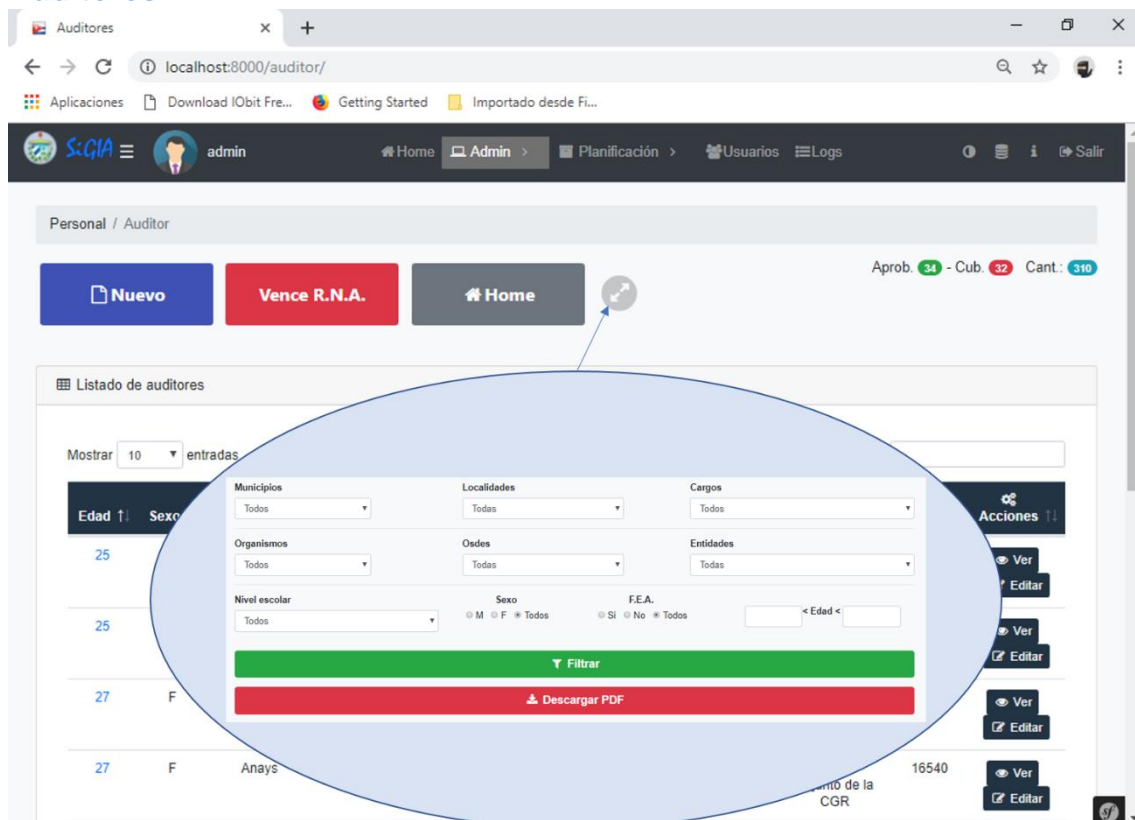 Auditores
localhost:8000/auditor/
Aplicaciones Download IObit Fre... Getting Started Importado desde Fi...
SiGIA admin Home Admin > Planificación > Usuarios Logs i Salir
Personal / Auditor
Aprob. 34 - Cub. 32 Cant.: 310
Nuevo Vence R.N.A. Home
Listado de auditores
Mostrar 10 entradas
Municipios Localidades Cargos
Todos Todas Todos
Edad Sexo Acciones
Organismos Osdes Entidades
Todos Todas Todas
25 Ver
Editar
Nivel escolar Sexo F.E.A.
Todos M F Todos Si No Todos < Edad <
25 Ver
Editar
Filtrar
27 F Ver
Descargar PDF
Editar
27 F Anays 16540 Ver
de la
CGR Editar